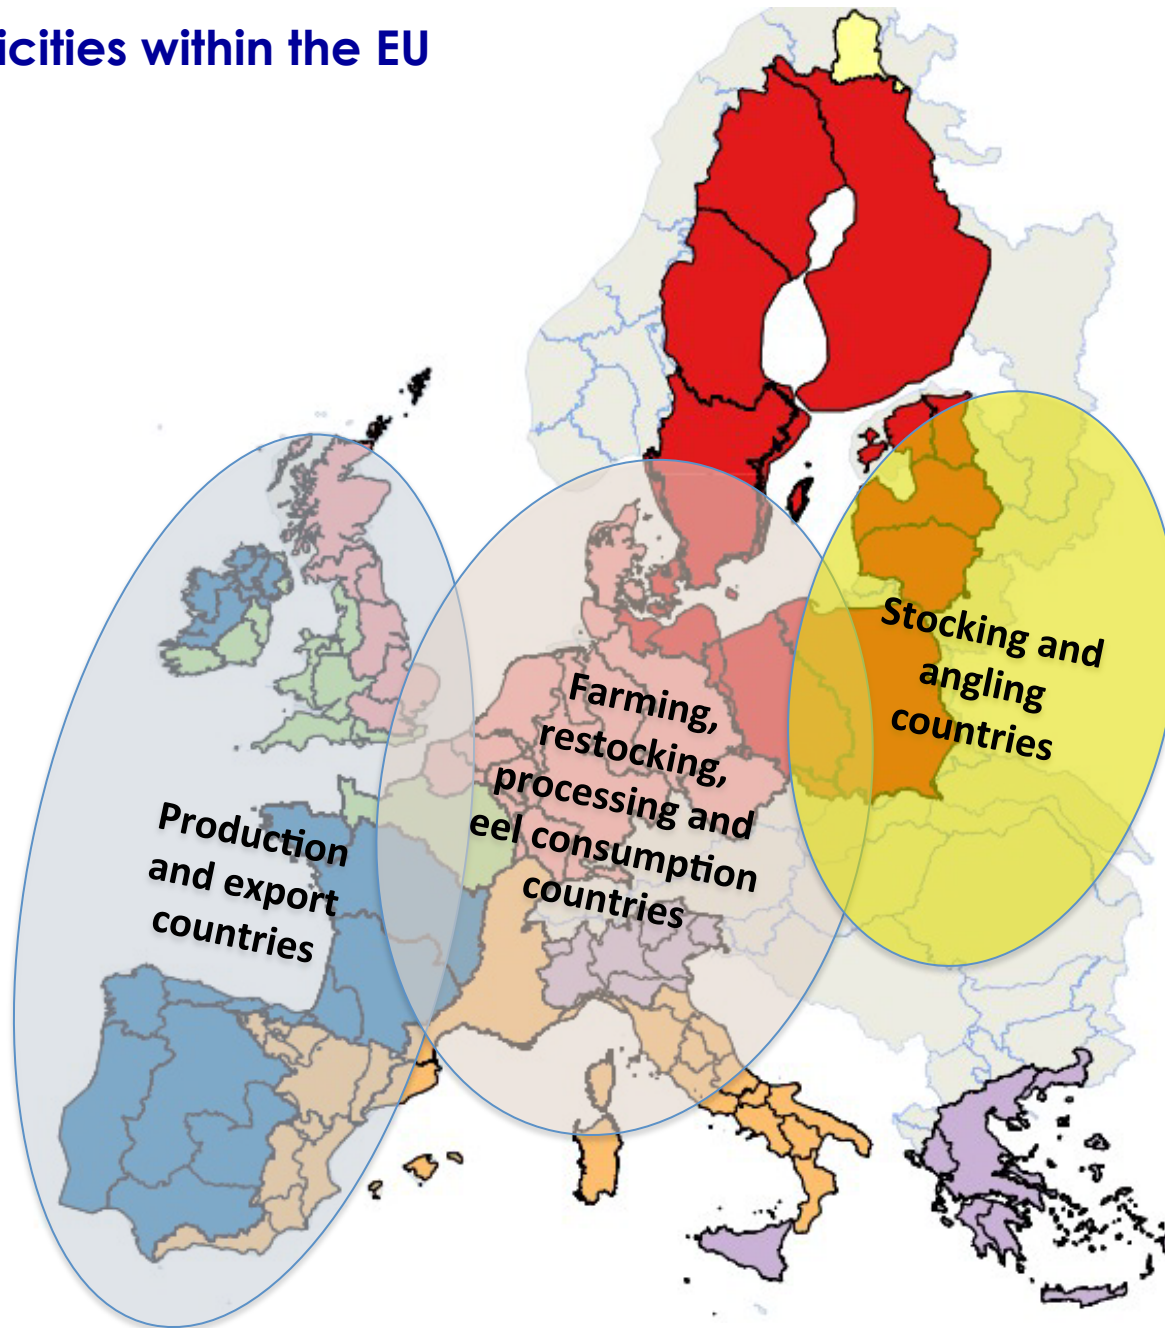 icities within the EU
Production
and export
countries
Farming,
restocking,
processing and
eel consumption
countries
Stocking and
angling
countries